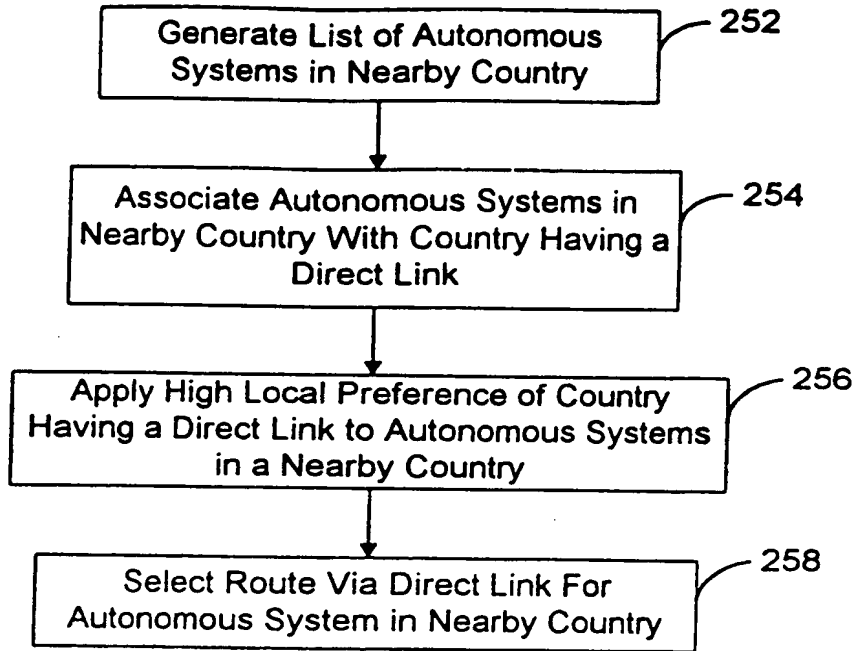 Generate List of Autonomous
Systems in Nearby Country
252
Associate Autonomous Systems in
Nearby Country With Country Having a
Direct Link
254
Apply High Local Preference of Country
Having a Direct Link to Autonomous Systems
in a Nearby Country
256
Select Route Via Direct Link For
Autonomous System in Nearby Country
258